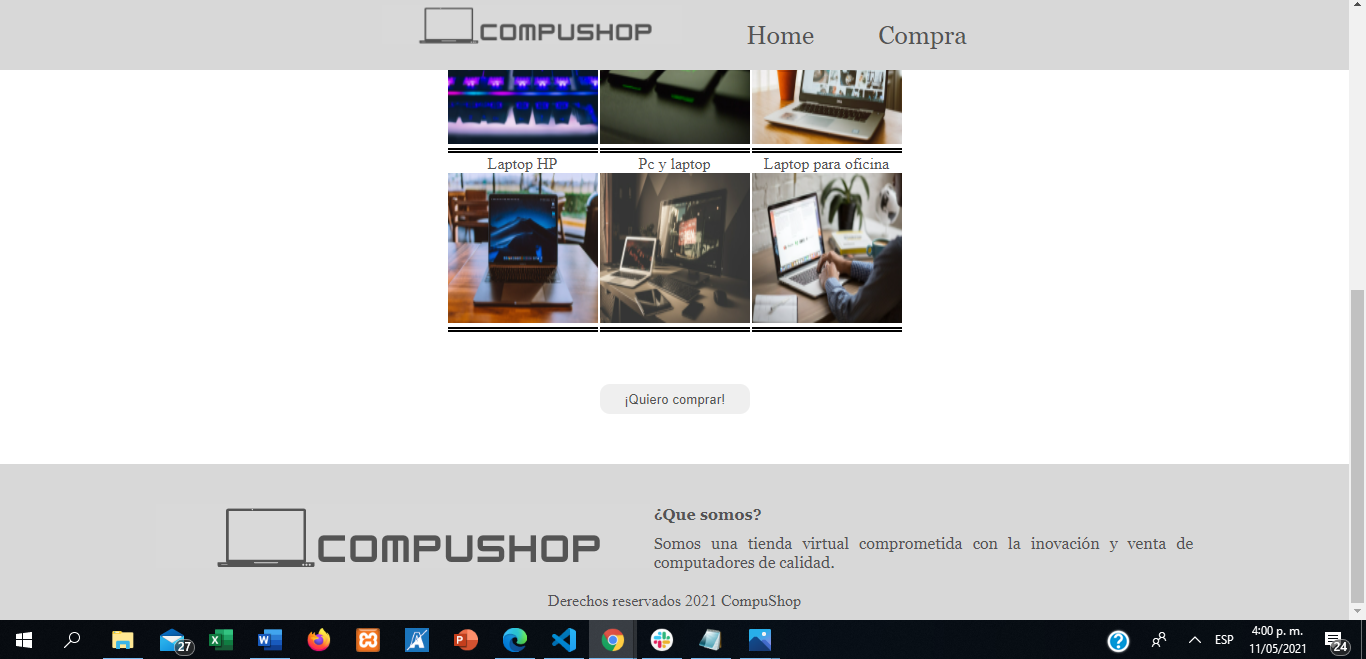 COMPUSHOP
Home Compra
Laptop HP Pc y laptop Laptop para oficina
¡Quiero comprar!
COMPUSHOP
¿Que somos?
Somos una tienda virtual comprometida con la inovación y venta de
computadores de calidad.
Derechos reservados 2021 CompuShop
27
ESP
4:00 p. m.
11/05/2021
24